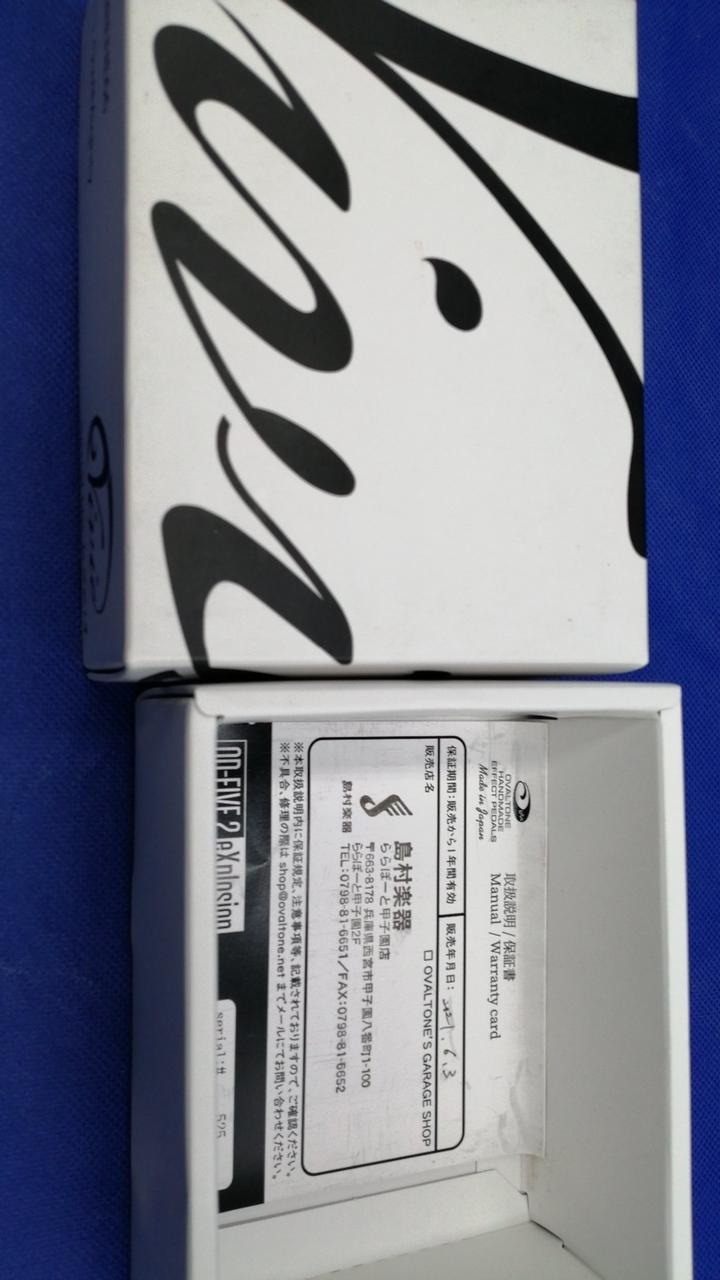 OVALTONE
HANDMADE
EFFECT PEDALS
Made in Japan
取扱説明 / 保証書
Manual / Warranty card
保証期間:販売から1年間有効
販売年月日:
6.3
販売店名
□ OVALTONE'S GARAGE SHOP
島村楽器
島村楽器
ららぽーと甲子園店
〒663-8178 兵庫県西宮市甲子園八番町1-100
ららぽーと甲子園2F
TEL:0798-81-6651/FAX:0798-81-6652
※本取扱説明内に保証規定、注意事項等、記載されておりますので、ご確認ください。
※不具合、修理の際は shop@ovaltone.net までメールにてお問い合わせください。
OD-FIVE 2 eXplosion
serial:# 525